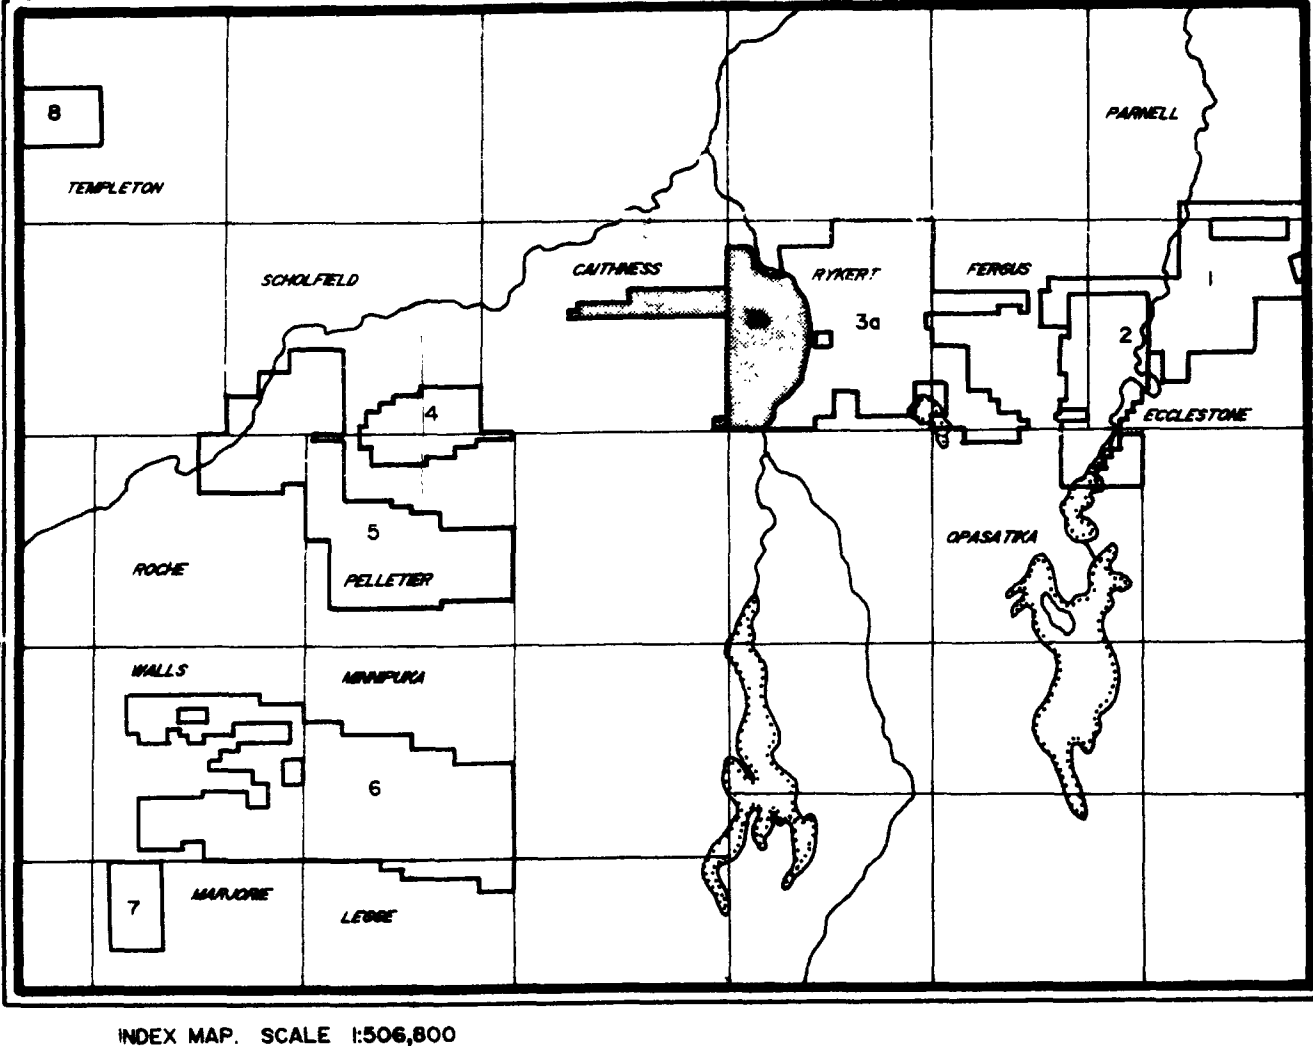 PARNELL
8
TEMPLETON
SCHOLFIELD
CAITHNESS
RYKERT
FERGUS
1
3a
2
4
ECCLESTONE
5
OPASATIKA
ROCHE
PELLETIER
WALLS
MINNIPUKA
6
MARJORIE
7
LEGGE
INDEX MAP. SCALE 1:506,800